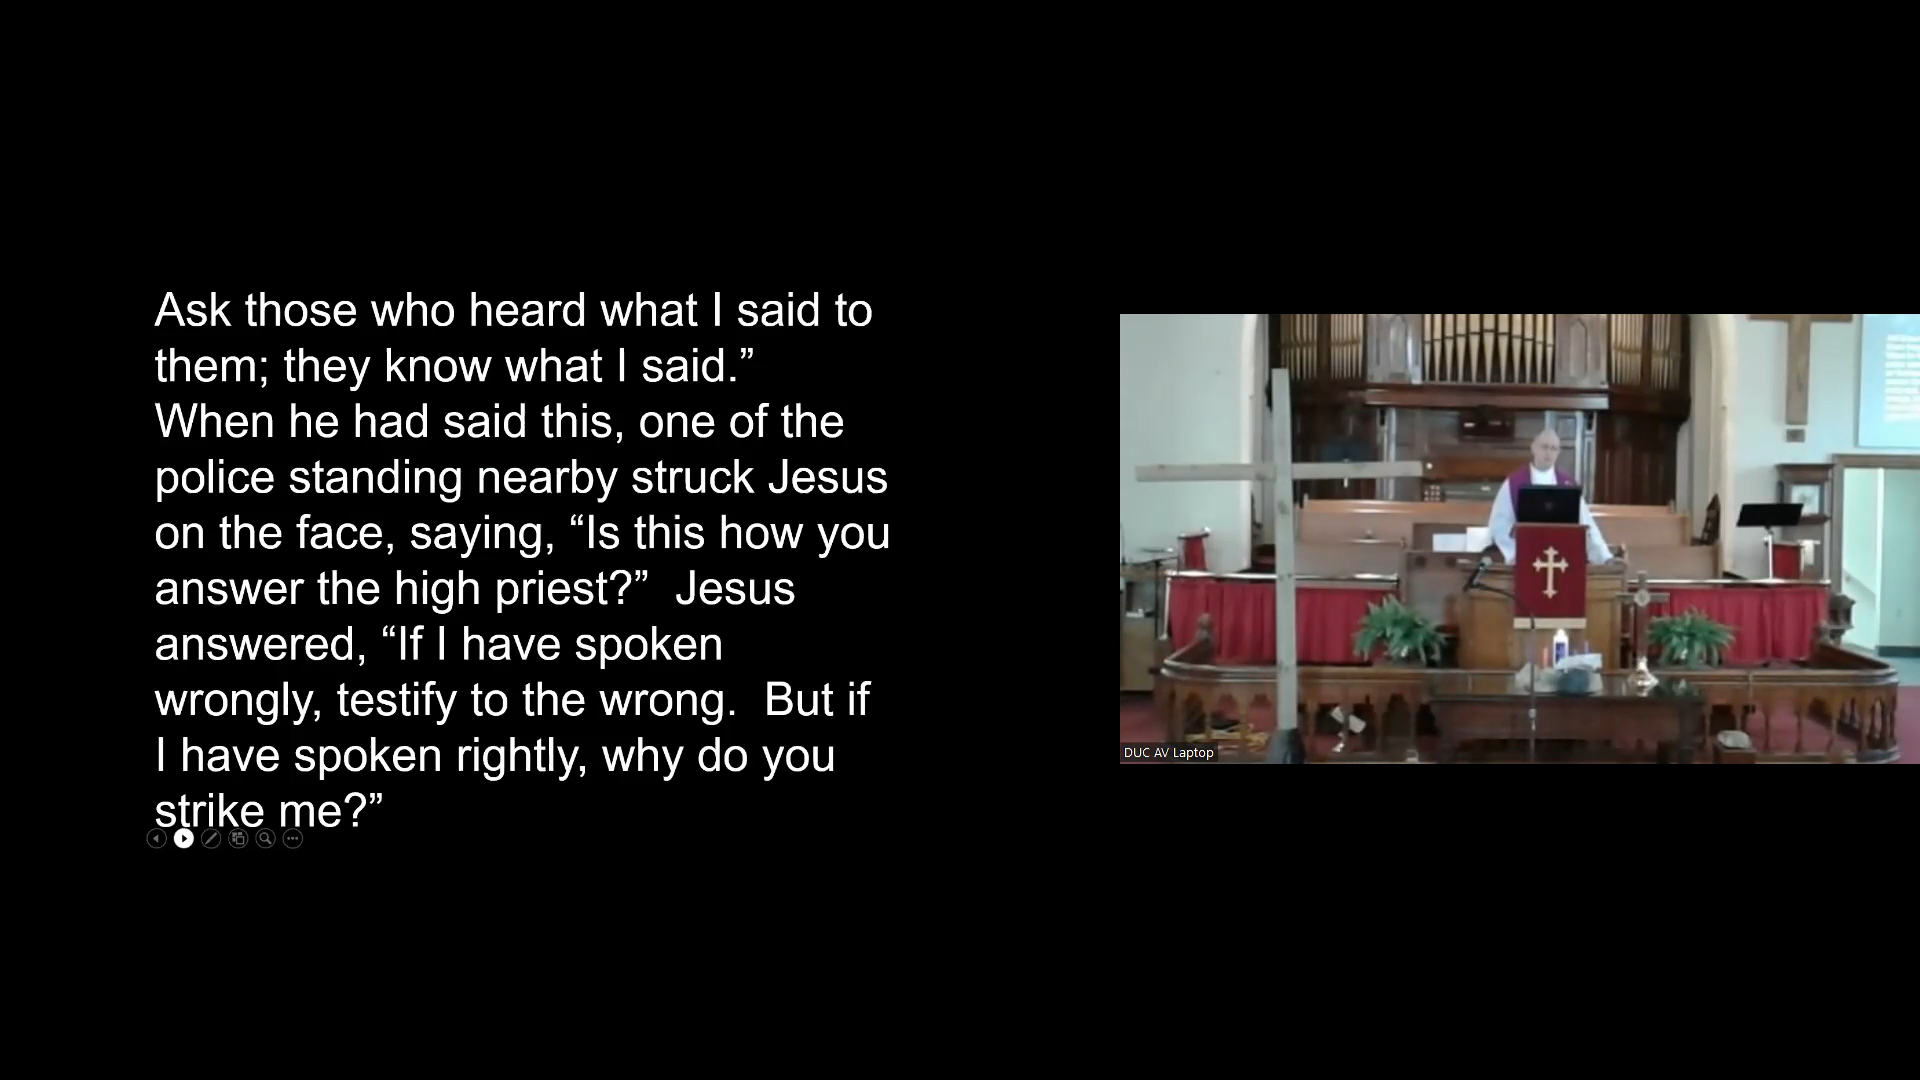 Ask those who heard what I said to
them; they know what I said.”
When he had said this, one of the
police standing nearby struck Jesus
on the face, saying, “Is this how you
answer the high priest?”  Jesus
answered, “If I have spoken
wrongly, testify to the wrong.  But if
I have spoken rightly, why do you
strike me?”
DUC AV Laptop